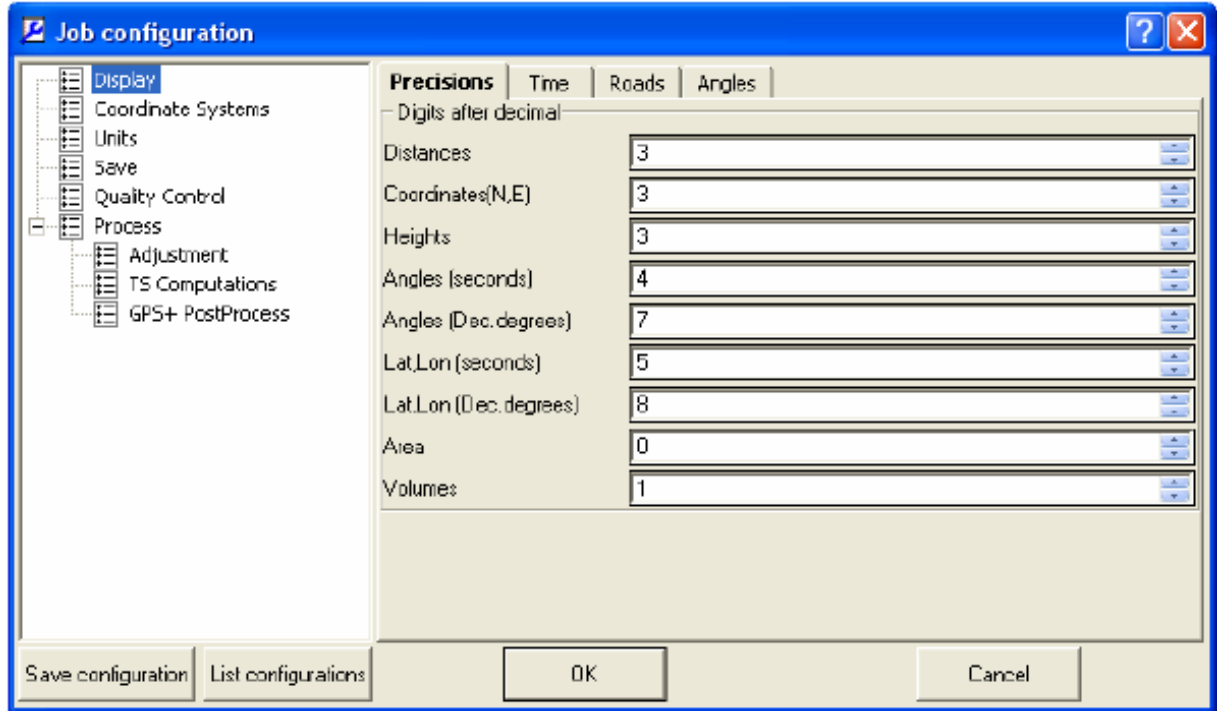 Job configuration
Display
Coordinate Systems
Units
Save
Quality Control
Process
Adjustment
TS Computations
GPS+ PostProcess
Precisions Time Roads Angles
Digits after decimal
Distances 3
Coordinates(N,E) 3
Heights 3
Angles (seconds) 4
Angles (Dec.degrees) 7
Lat,Lon (seconds) 5
Lat.Lon (Dec.degrees) 8
Area 0
Volumes 1
Save configuration List configurations OK Cancel